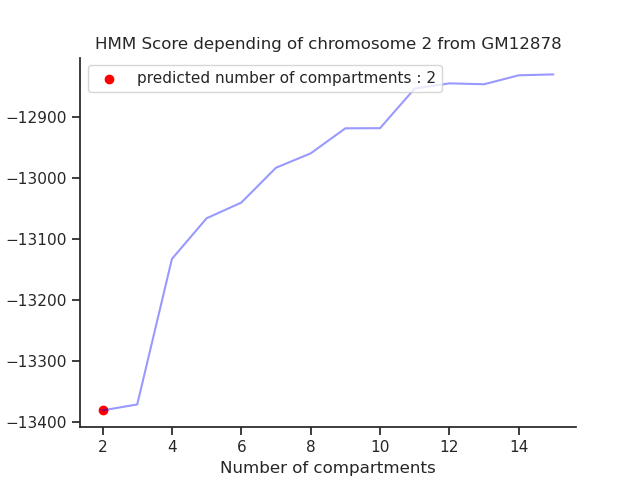 HMM Score depending of chromosome 2 from GM12878
predicted number of compartments : 2
−12900
−13000
−13100
−13200
−13300
−13400
2 4 6 8 10 12 14
Number of compartments